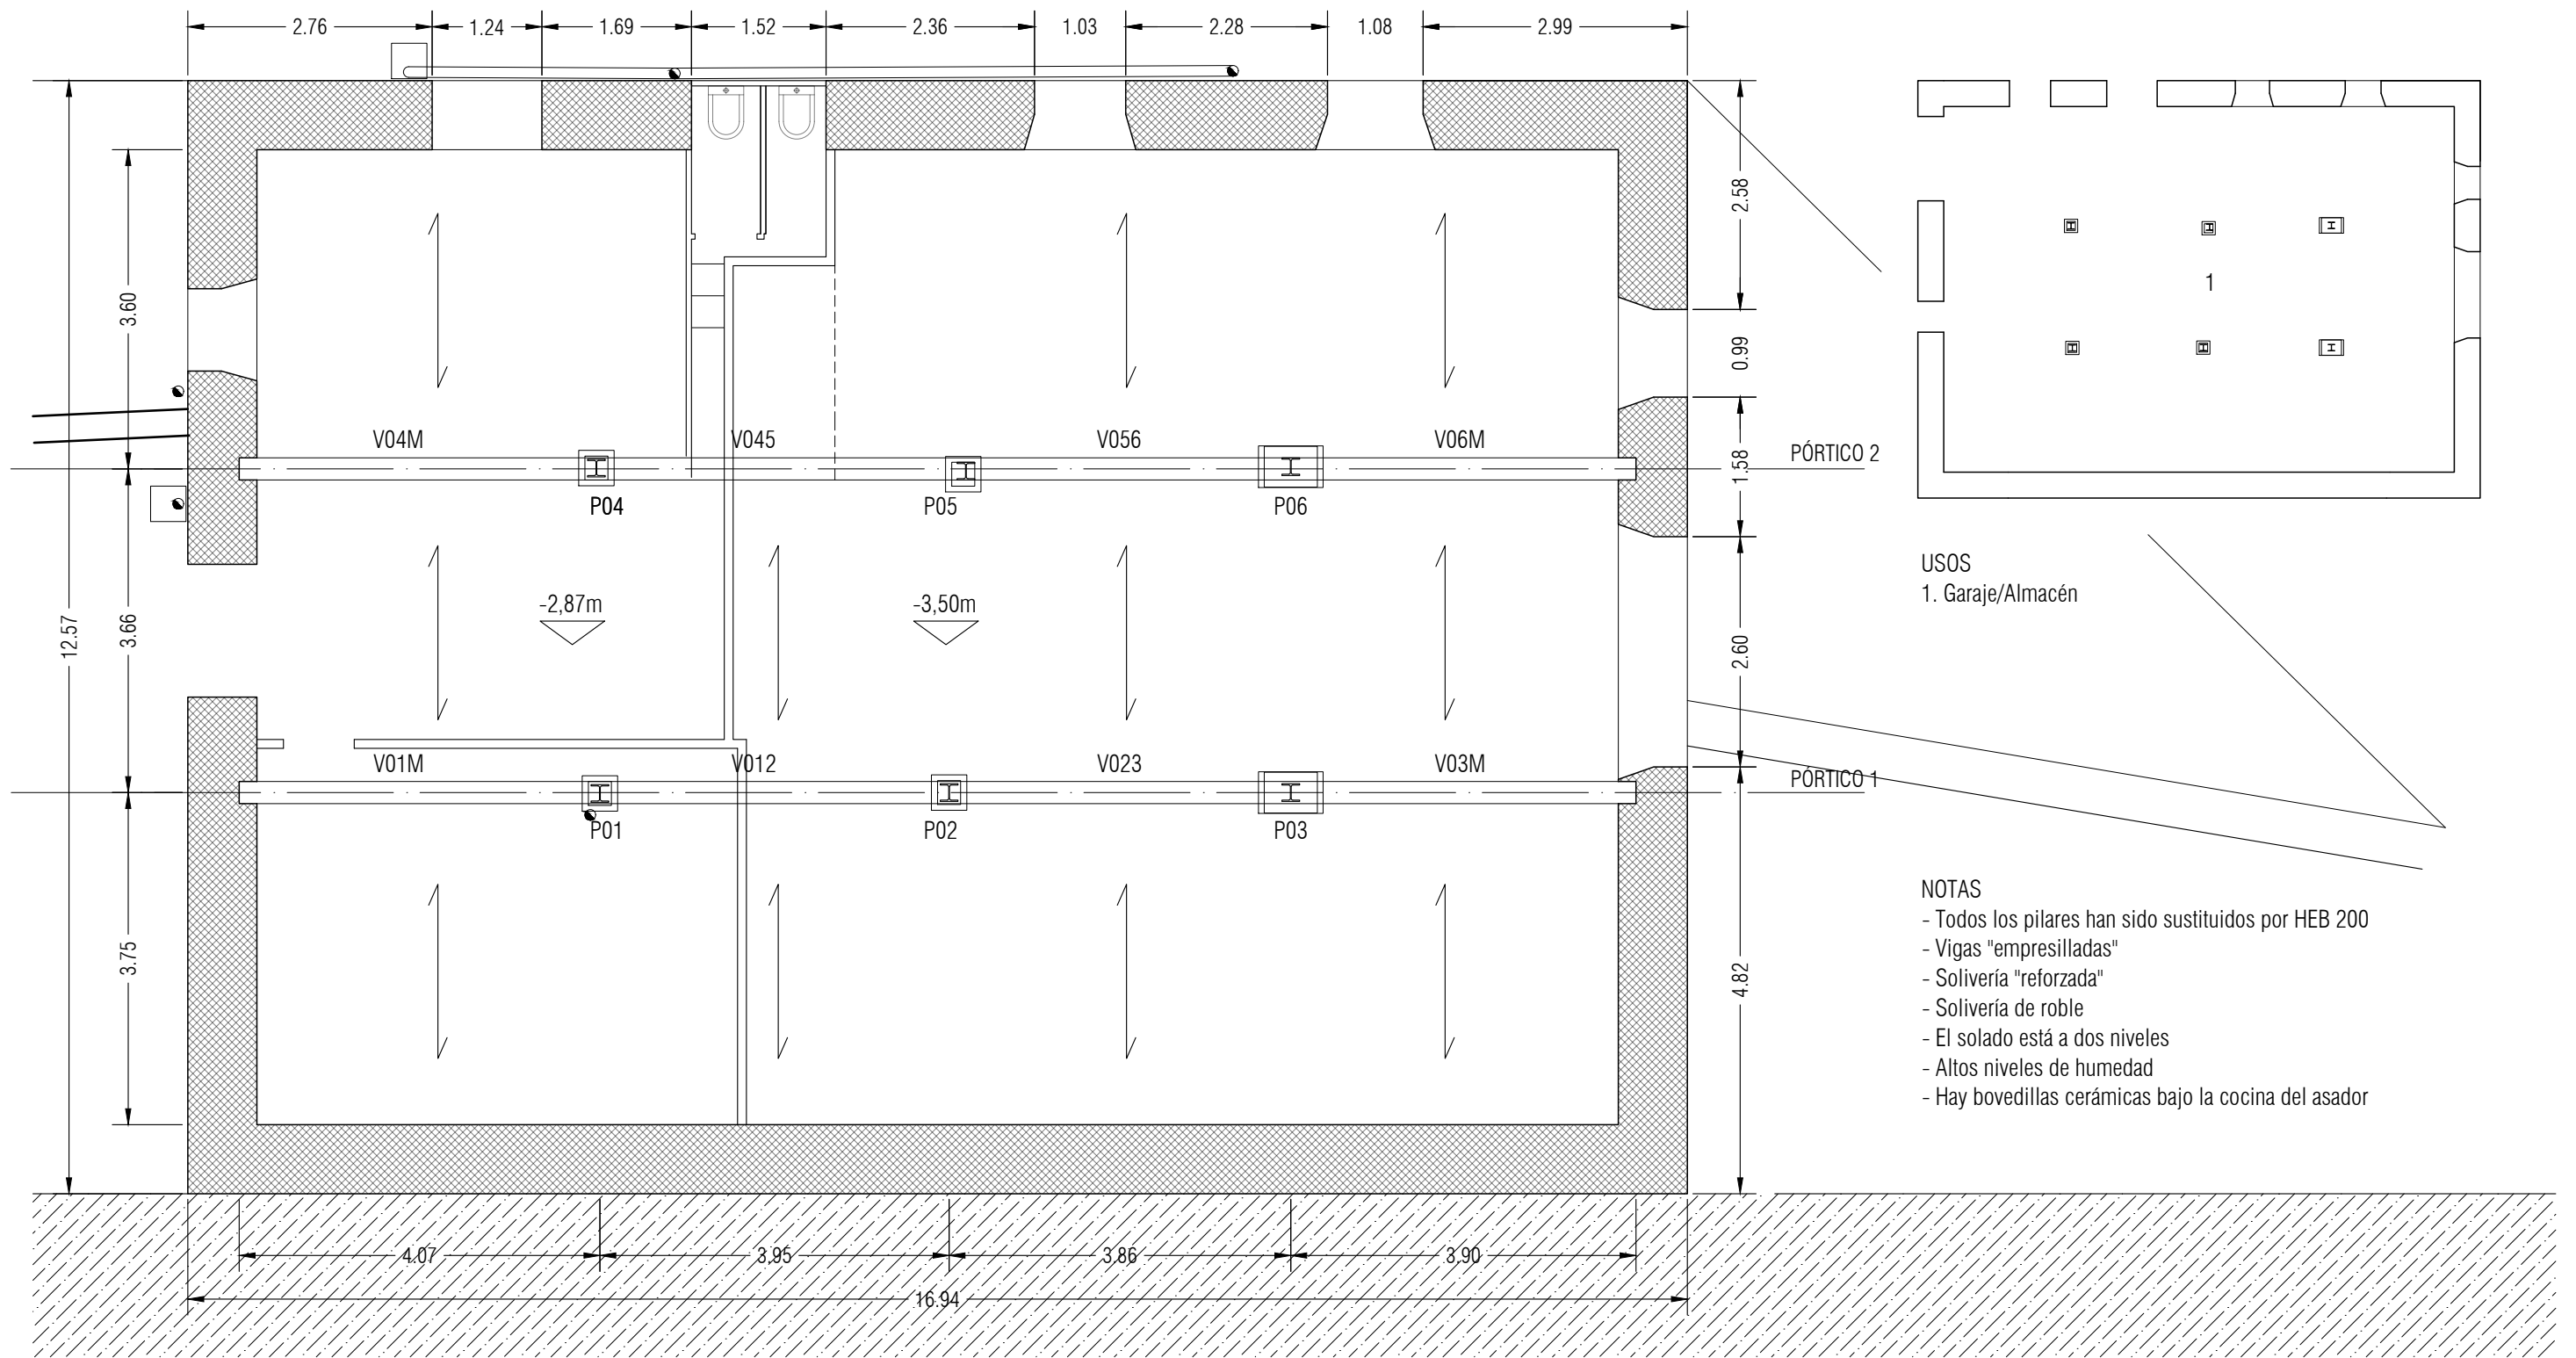 2.76 1.24 1.69 1.52 2.36 1.03 2.28 1.08 2.99
2.58
0.99
1.58
2.60
4.82
12.57
3.60
3.66
3.75
V04M V045 V056 V06M
PÓRTICO 2
P04 P05 P06
-2,87m -3,50m
V01M V012 V023 V03M
PÓRTICO 1
P01 P02 P03
4.07 3.95 3.86 3.90
16.94
1
USOS
1. Garaje/Almacén
NOTAS
- Todos los pilares han sido sustituidos por HEB 200
- Vigas "empresilladas"
- Solivería "reforzada"
- Solivería de roble
- El solado está a dos niveles
- Altos niveles de humedad
- Hay bovedillas cerámicas bajo la cocina del asador